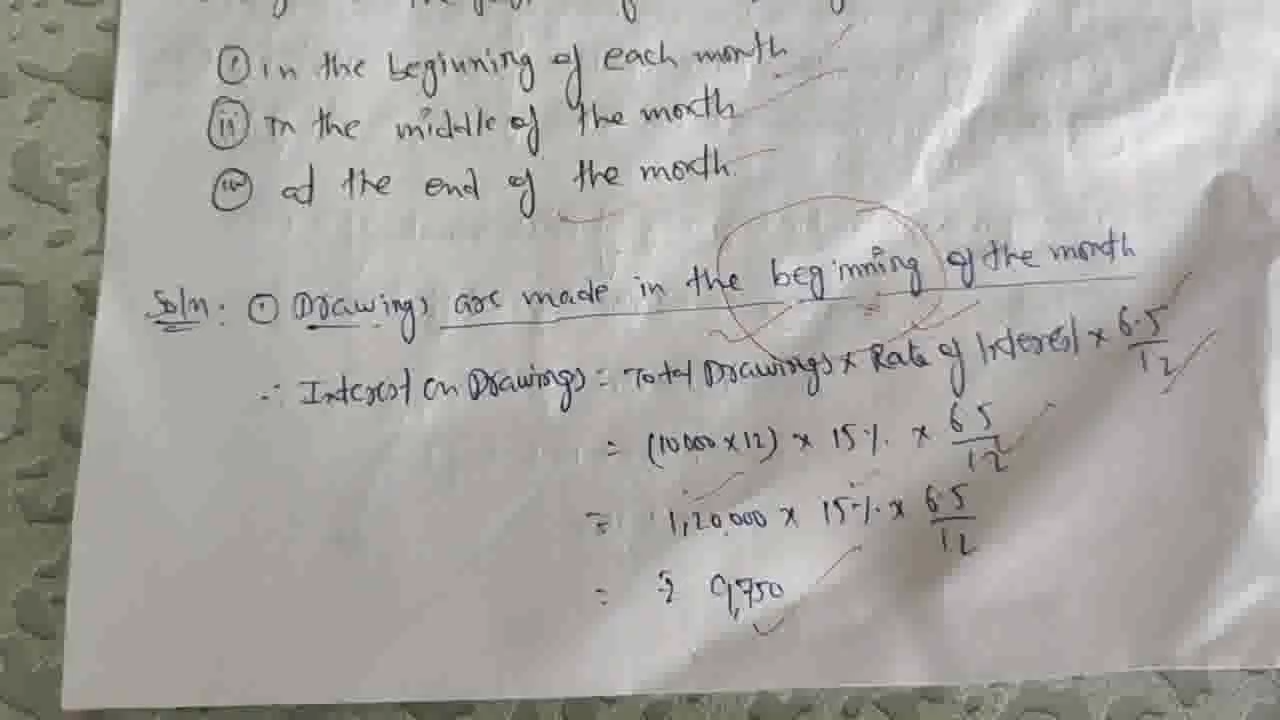 ① in the beginning of each month
ⓘⓘ in the middle of the month
ⓘⓘⓘ at the end of the month.
Soln: ① Drawings are made in the beginning of the month
∴ Interest on Drawings = Total Drawings × Rate of Interest × 6.5/12
= (10000×12) × 15% × 6.5/12
= 1,20,000 × 15% × 6.5/12
= ₹ 9,750